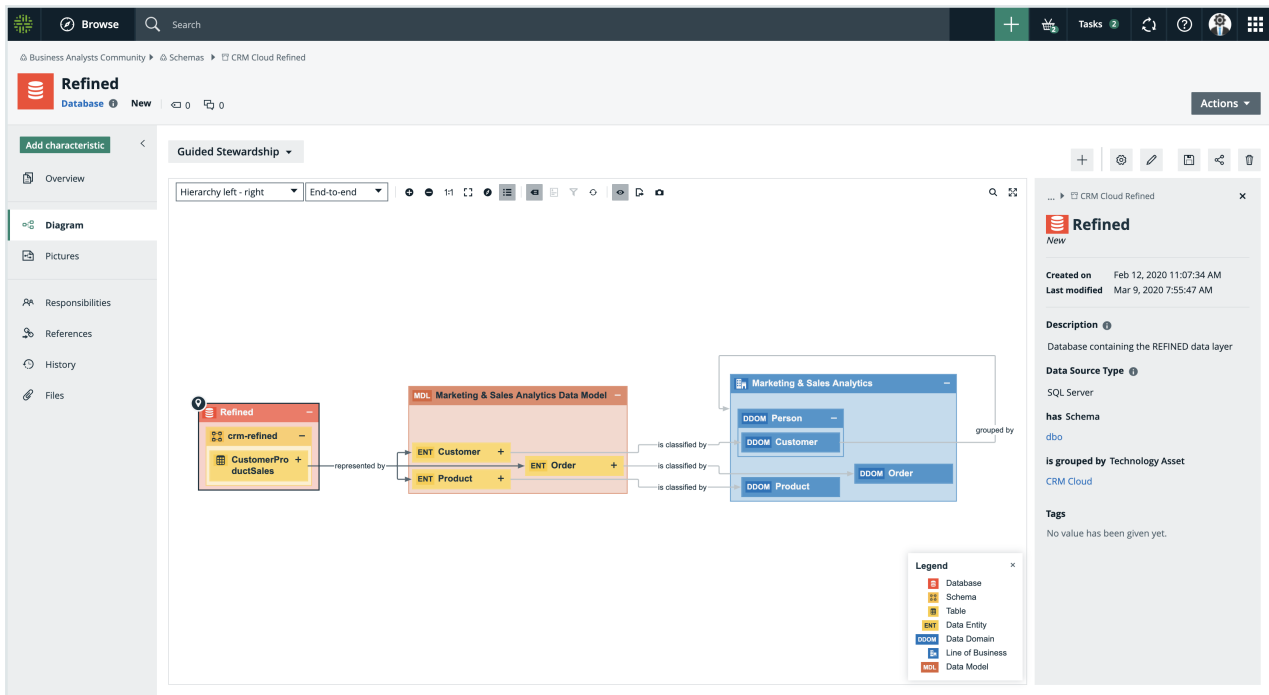 Browse
Search
2
Tasks 2
Business Analysts Community
Schemas
CRM Cloud Refined
Refined
Database
New
0
0
Actions
Add characteristic
Overview
Diagram
Pictures
Responsibilities
References
History
Files
Guided Stewardship
Hierarchy left - right
End-to-end
1:1
Refined
crm-refined
CustomerPro
ductSales
represented by
MDL Marketing & Sales Analytics Data Model
ENT Customer
ENT Order
ENT Product
is classified by
is classified by
is classified by
Marketing & Sales Analytics
DDOM Person
DDOM Customer
DDOM Order
DDOM Product
grouped by
Legend
Database
Schema
Table
ENT Data Entity
DDOM Data Domain
Line of Business
MDL Data Model
... CRM Cloud Refined
Refined
New
Created on Feb 12, 2020 11:07:34 AM
Last modified Mar 9, 2020 7:55:47 AM
Description
Database containing the REFINED data layer
Data Source Type
SQL Server
has Schema
dbo
is grouped by Technology Asset
CRM Cloud
Tags
No value has been given yet.